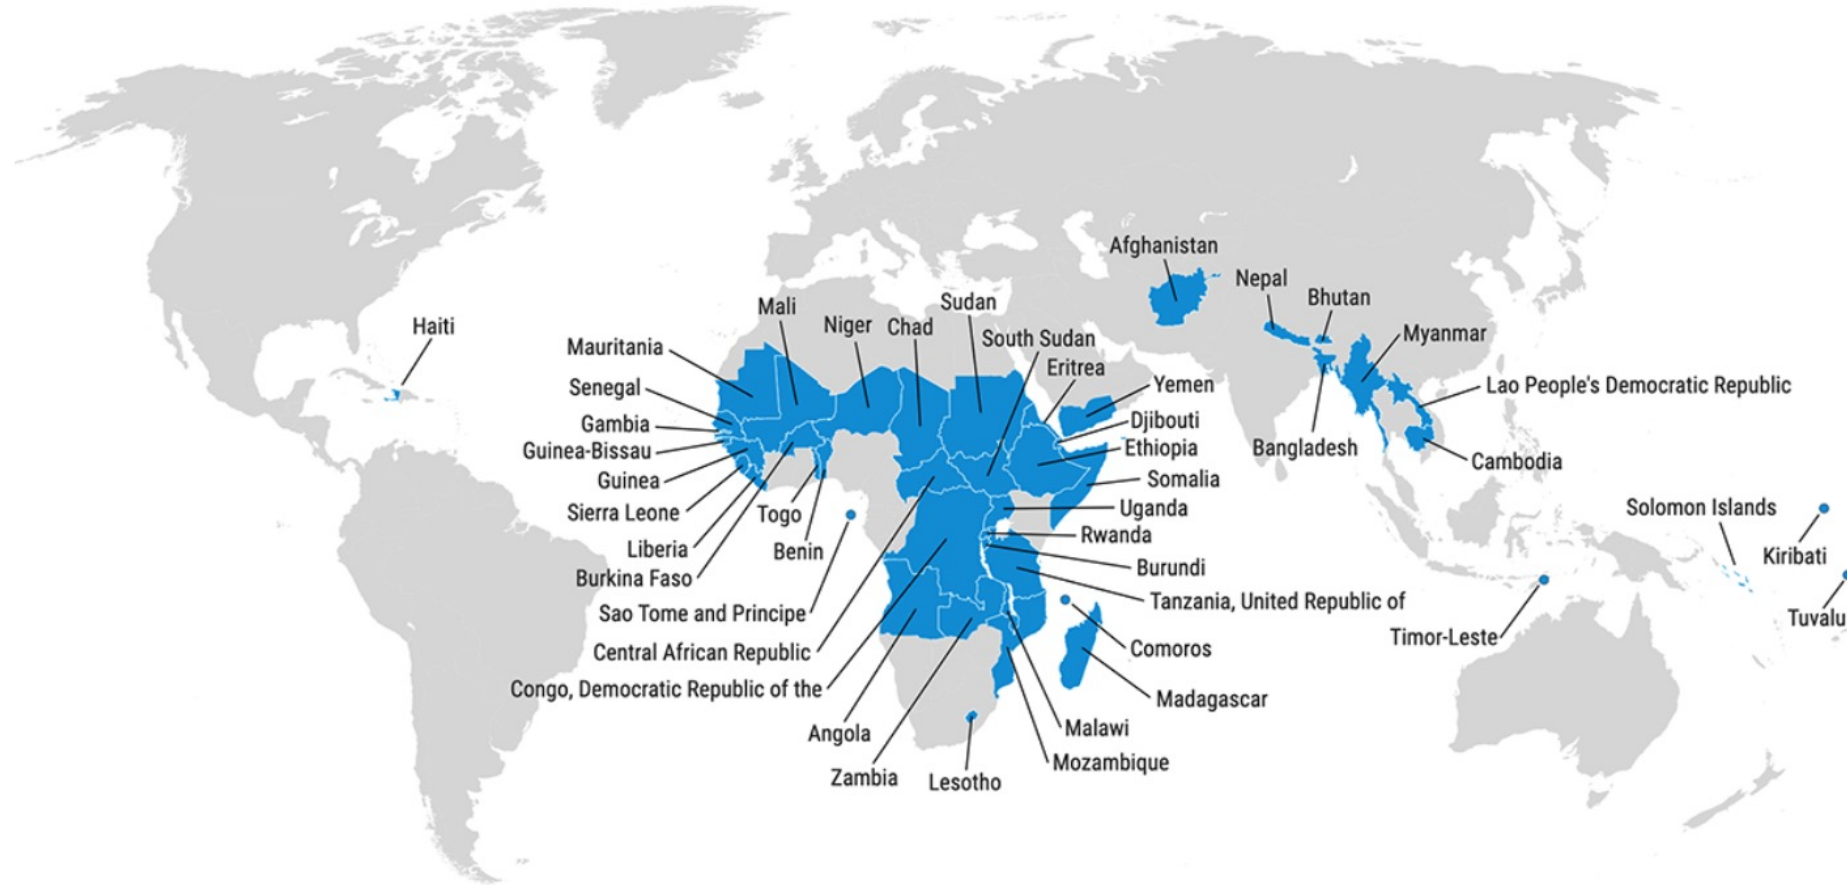 Afghanistan
Nepal
Bhutan
Myanmar
Lao People's Democratic Republic
Bangladesh
Cambodia
Haiti
Mali
Niger
Chad
Sudan
South Sudan
Eritrea
Yemen
Djibouti
Ethiopia
Somalia
Uganda
Rwanda
Burundi
Tanzania, United Republic of
Comoros
Madagascar
Malawi
Mozambique
Mauritania
Senegal
Gambia
Guinea-Bissau
Guinea
Sierra Leone
Liberia
Burkina Faso
Togo
Benin
Sao Tome and Principe
Central African Republic
Congo, Democratic Republic of the
Angola
Zambia
Lesotho
Solomon Islands
Kiribati
Tuvalu
Timor-Leste